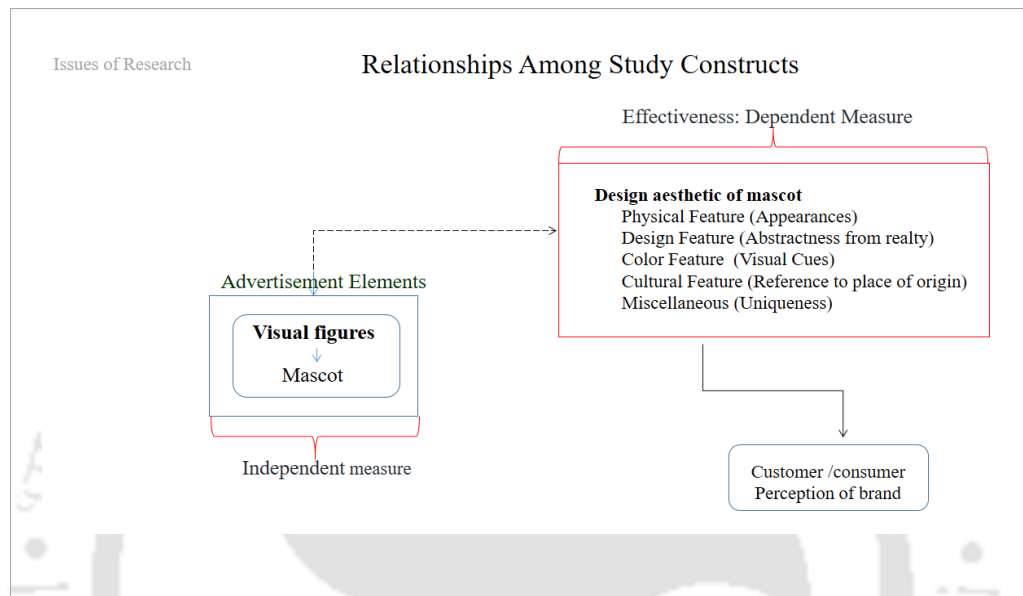 Issues of Research
Relationships Among Study Constructs
Effectiveness: Dependent Measure
Design aesthetic of mascot
Physical Feature (Appearances)
Design Feature (Abstractness from realty)
Color Feature (Visual Cues)
Cultural Feature (Reference to place of origin)
Miscellaneous (Uniqueness)
Advertisement Elements
Visual figures
Mascot
Independent measure
Customer /consumer
Perception of brand